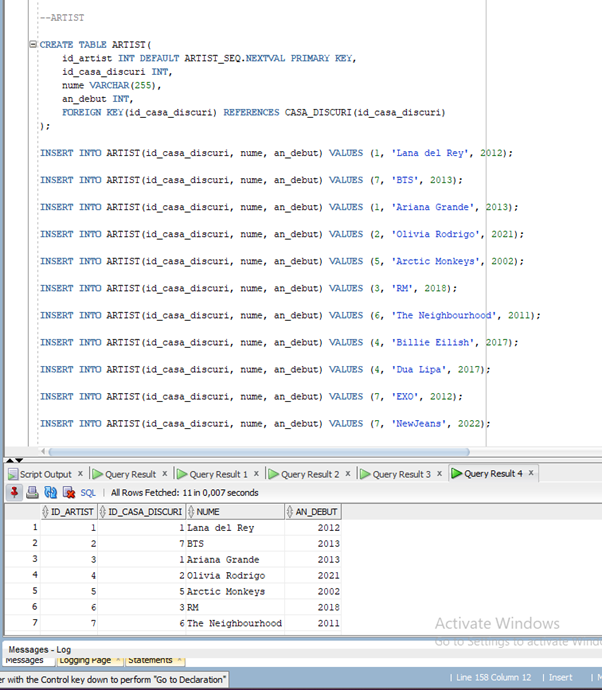 --ARTIST
CREATE TABLE ARTIST(
id_artist INT DEFAULT ARTIST_SEQ.NEXTVAL PRIMARY KEY,
id_casa_discuri INT,
nume VARCHAR(255),
an_debut INT,
FOREIGN KEY(id_casa_discuri) REFERENCES CASA_DISCURI(id_casa_discuri)
);
INSERT INTO ARTIST(id_casa_discuri, nume, an_debut) VALUES (1, 'Lana del Rey', 2012);
INSERT INTO ARTIST(id_casa_discuri, nume, an_debut) VALUES (7, 'BTS', 2013);
INSERT INTO ARTIST(id_casa_discuri, nume, an_debut) VALUES (1, 'Ariana Grande', 2013);
INSERT INTO ARTIST(id_casa_discuri, nume, an_debut) VALUES (2, 'Olivia Rodrigo', 2021);
INSERT INTO ARTIST(id_casa_discuri, nume, an_debut) VALUES (5, 'Arctic Monkeys', 2002);
INSERT INTO ARTIST(id_casa_discuri, nume, an_debut) VALUES (3, 'RM', 2018);
INSERT INTO ARTIST(id_casa_discuri, nume, an_debut) VALUES (6, 'The Neighbourhood', 2011);
INSERT INTO ARTIST(id_casa_discuri, nume, an_debut) VALUES (4, 'Billie Eilish', 2017);
INSERT INTO ARTIST(id_casa_discuri, nume, an_debut) VALUES (4, 'Dua Lipa', 2017);
INSERT INTO ARTIST(id_casa_discuri, nume, an_debut) VALUES (7, 'EXO', 2012);
INSERT INTO ARTIST(id_casa_discuri, nume, an_debut) VALUES (7, 'NewJeans', 2022);
Script Output x Query Result x Query Result 1 x Query Result 2 x Query Result 3 x Query Result 4 x
SQL | All Rows Fetched: 11 in 0,007 seconds
ID_ARTIST ID_CASA_DISCURI NUME AN_DEBUT
1 1 1 Lana del Rey 2012
2 2 7 BTS 2013
3 3 1 Ariana Grande 2013
4 4 2 Olivia Rodrigo 2021
5 5 5 Arctic Monkeys 2002
6 6 3 RM 2018
7 7 6 The Neighbourhood 2011
Activate Windows
Go to Settings to activate Win
Messages - Log
Messages Logging Page x Statements x
er with the Control key down to perform "Go to Declaration" | Line 158 Column 12 | Insert | M